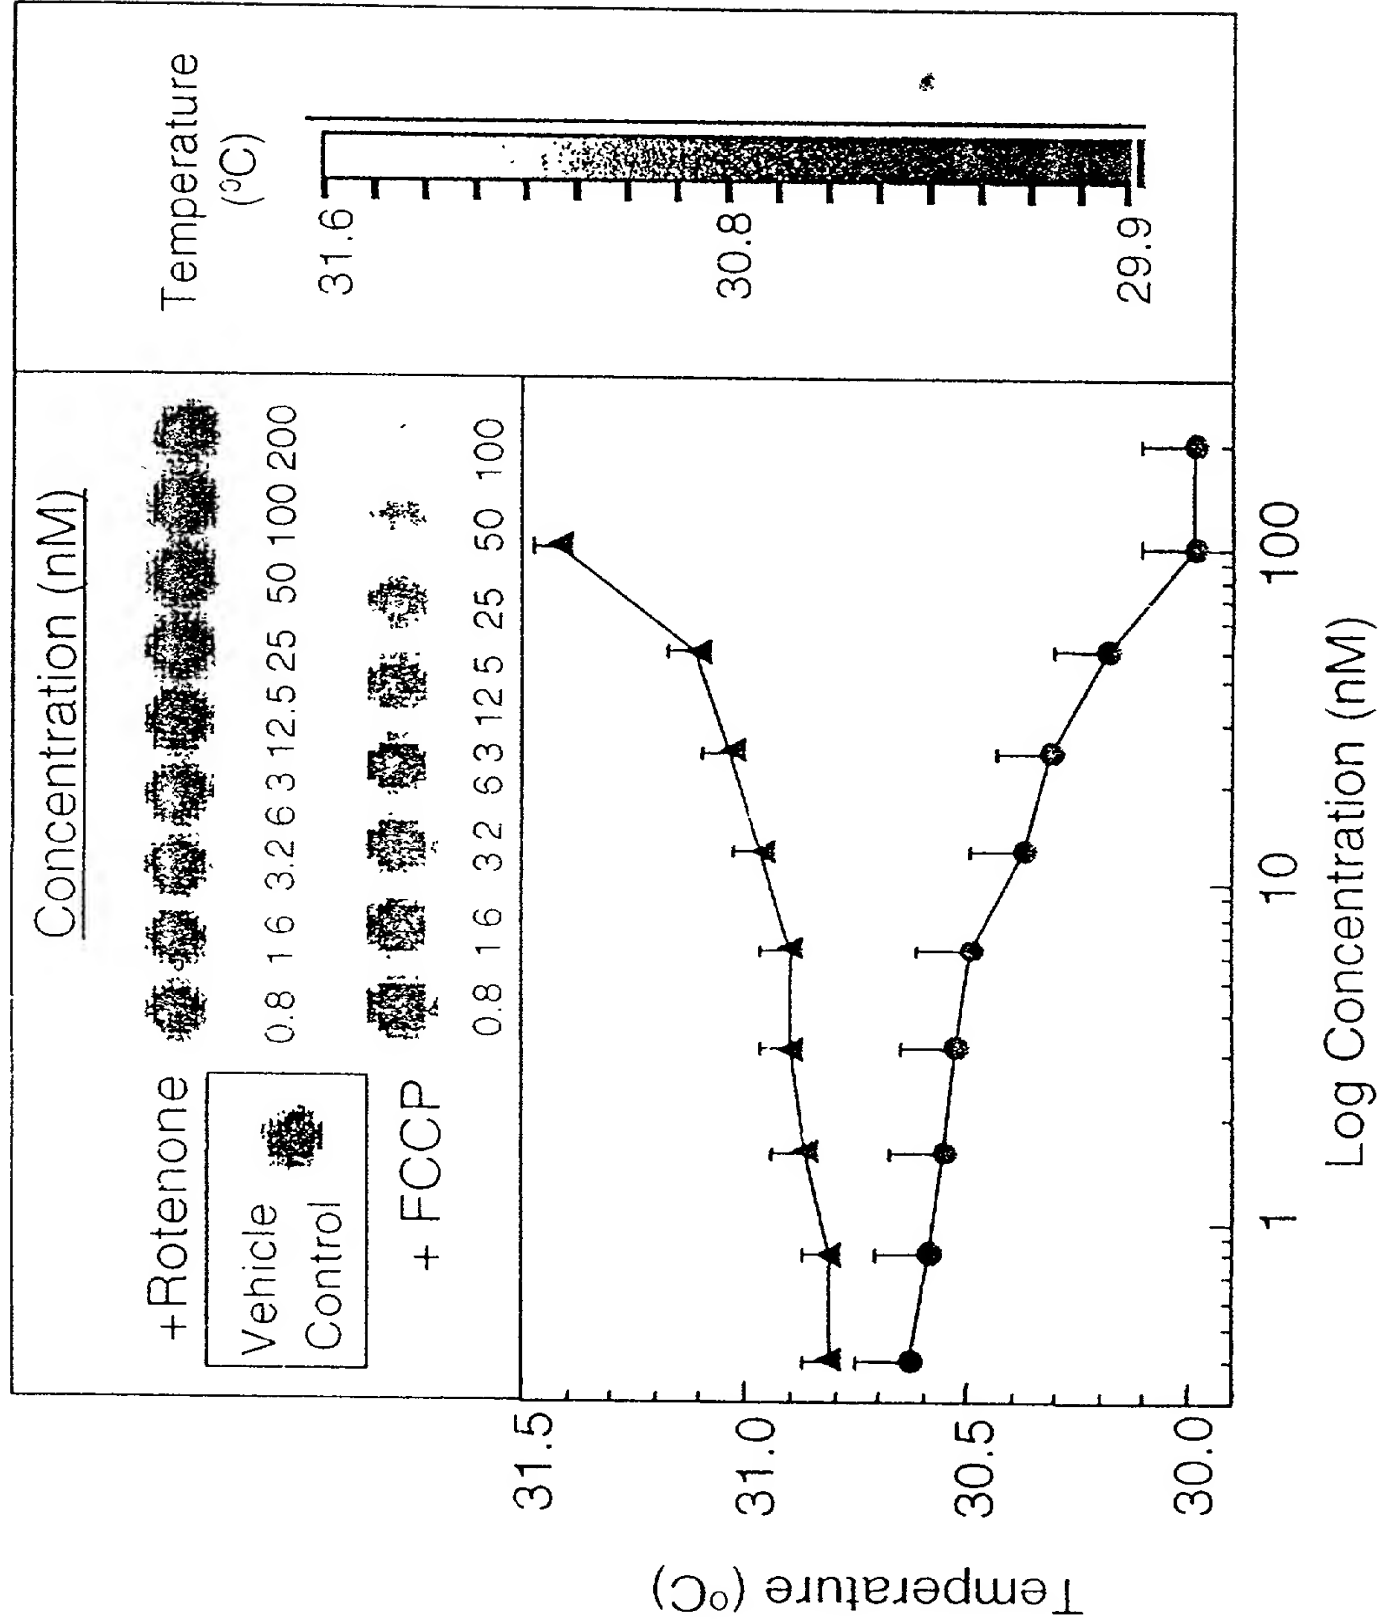 Concentration (nM)
+Rotenone
0.8 1 6 3.2 6 3 12.5 25 50 100 200
Vehicle
Control
+ FCCP
0.8 1 6 3 2 6 3 12 5 25 50 100
Temperature
(°C)
31.6
30.8
29.9
Temperature (°C)
31.5
31.0
30.5
30.0
1 10 100
Log Concentration (nM)